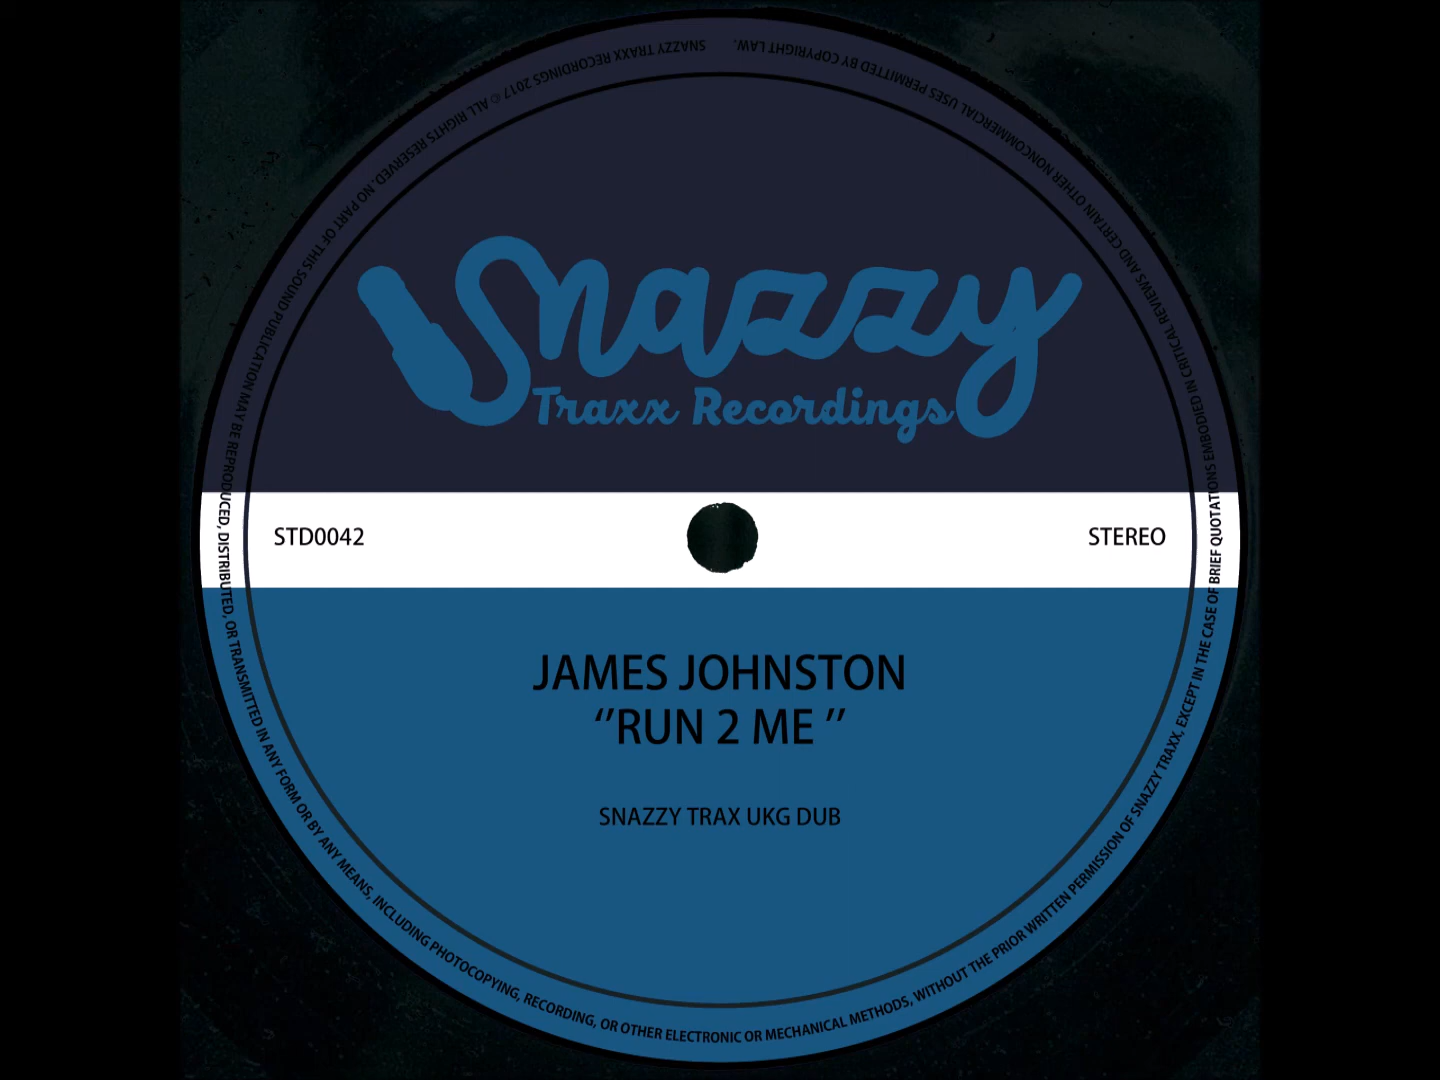 Snazzy
Traxx Recordings
STD0042
STEREO
JAMES JOHNSTON
‘’RUN 2 ME ’’
SNAZZY TRAX UKG DUB
SNAZZY TRAXX RECORDINGS 2017 © ALL RIGHTS RESERVED. NO PART OF THIS SOUND PUBLICATION MAY BE REPRODUCED, DISTRIBUTED, OR TRANSMITTED IN ANY FORM OR BY ANY MEANS, INCLUDING PHOTOCOPYING, RECORDING, OR OTHER ELECTRONIC OR MECHANICAL METHODS, WITHOUT THE PRIOR WRITTEN PERMISSION OF SNAZZY TRAXX, EXCEPT IN THE CASE OF BRIEF QUOTATIONS EMBODIED IN CRITICAL REVIEWS AND CERTAIN OTHER NONCOMMERCIAL USES PERMITTED BY COPYRIGHT LAW.